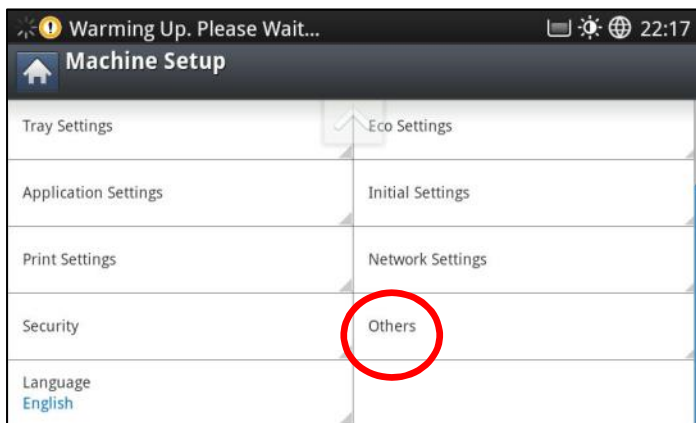 Warming Up. Please Wait... 22:17
Machine Setup
Tray Settings Eco Settings
Application Settings Initial Settings
Print Settings Network Settings
Security Others
Language
English